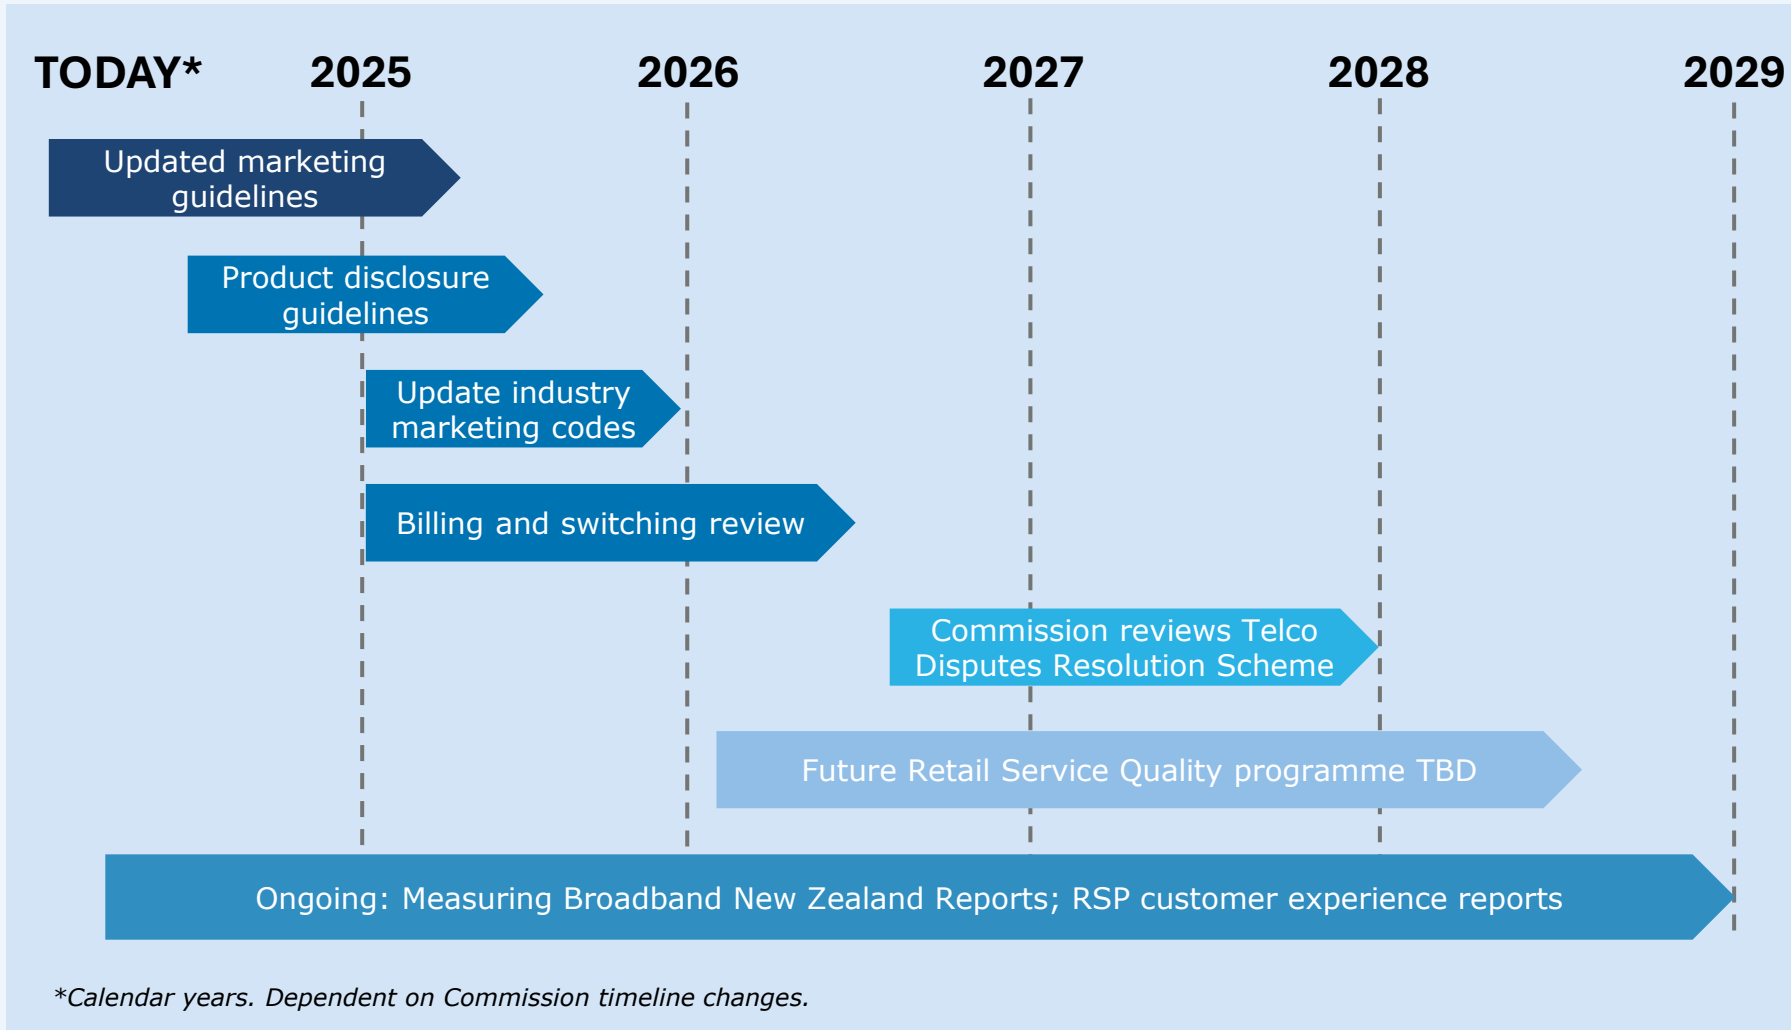 TODAY* 2025 2026 2027 2028 2029
Updated marketing
guidelines
Product disclosure
guidelines
Update industry
marketing codes
Billing and switching review
Commission reviews Telco
Disputes Resolution Scheme
Future Retail Service Quality programme TBD
Ongoing: Measuring Broadband New Zealand Reports; RSP customer experience reports
*Calendar years. Dependent on Commission timeline changes.